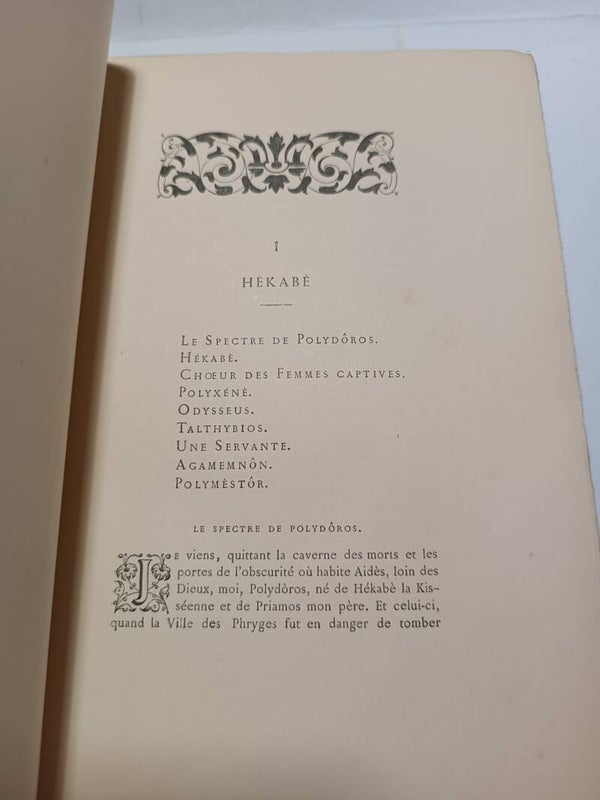 I
HÈKABÈ
LE SPECTRE DE POLYDÔROS.
HÉKABÈ.
CHŒUR DES FEMMES CAPTIVES.
POLYXÉNÈ.
ODYSSEUS.
TALTHYBIOS.
UNE SERVANTE.
AGAMEMNÔN.
POLYMÈSTÔR.
LE SPECTRE DE POLYDÔROS.
JE viens, quittant la caverne des morts et les
portes de l'obscurité où habite Aidès, loin des
Dieux, moi, Polydôros, né de Hékabè la Kis-
séenne et de Priamos mon père. Et celui-ci,
quand la Ville des Phryges fut en danger de tomber